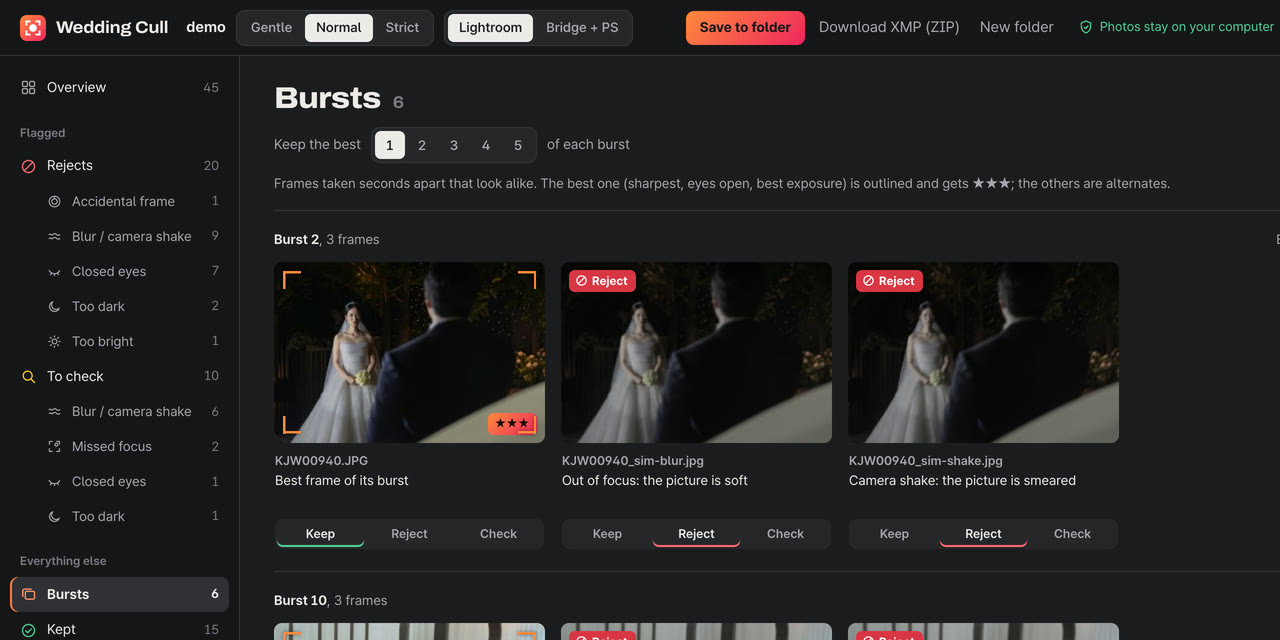 Wedding Cull demo Gentle Normal Strict Lightroom Bridge + PS Save to folder Download XMP (ZIP) New folder Photos stay on your computer
Overview 45
Flagged
Rejects 20
Accidental frame 1
Blur / camera shake 9
Closed eyes 7
Too dark 2
Too bright 1
To check 10
Blur / camera shake 6
Missed focus 2
Closed eyes 1
Too dark 1
Everything else
Bursts 6
Kept 15
Bursts 6
Keep the best 1 2 3 4 5 of each burst
Frames taken seconds apart that look alike. The best one (sharpest, eyes open, best exposure) is outlined and gets ★★★; the others are alternates.
Burst 2, 3 frames
Reject Reject
★★★
KJW00940.JPG KJW00940_sim-blur.jpg KJW00940_sim-shake.jpg
Best frame of its burst Out of focus: the picture is soft Camera shake: the picture is smeared
Keep Reject Check Keep Reject Check Keep Reject Check
Burst 10, 3 frames
Reject Reject